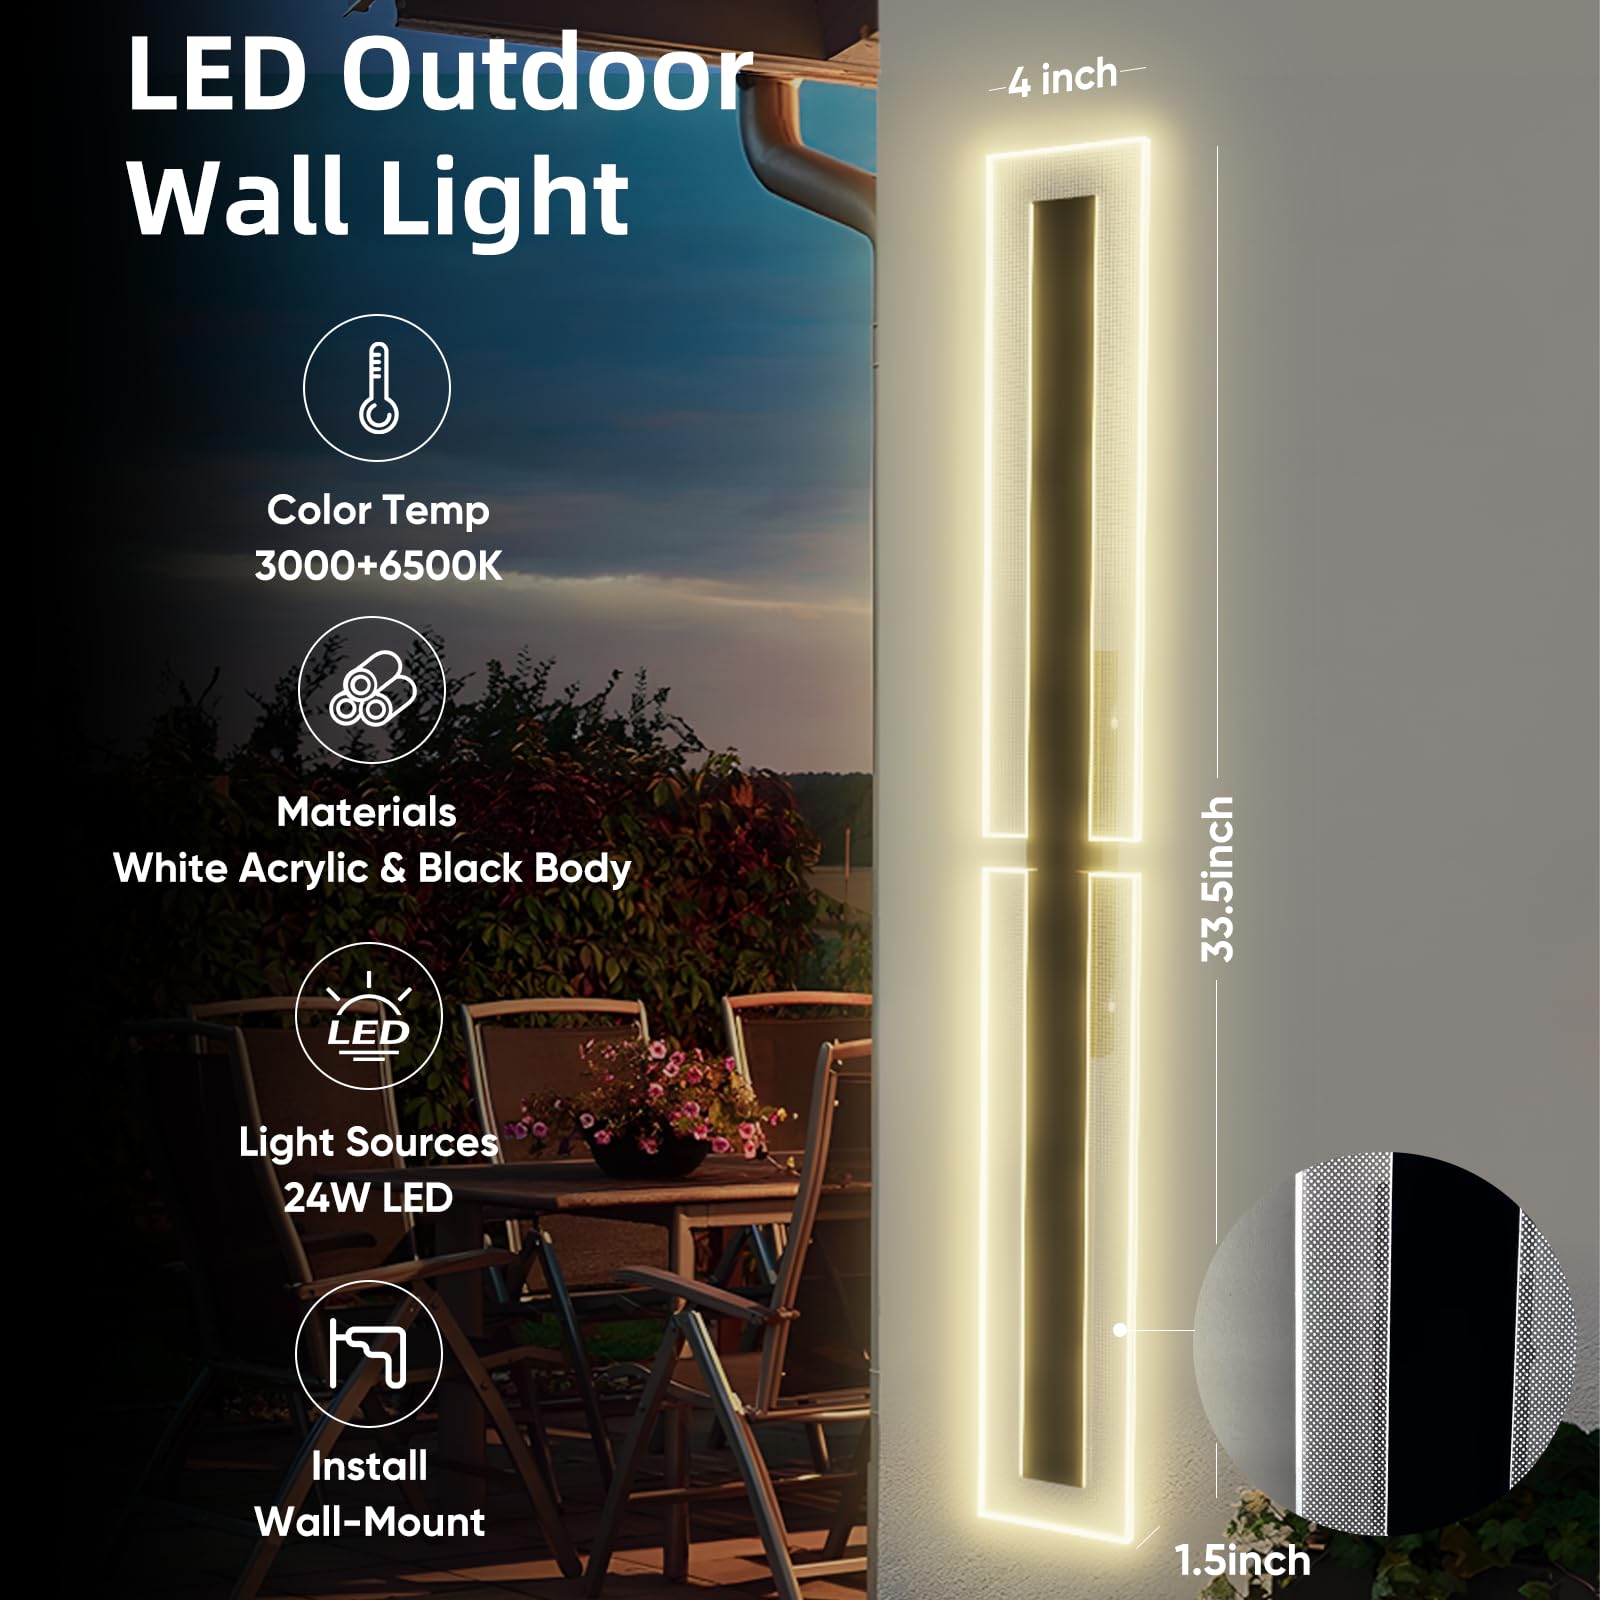 LED Outdoor
Wall Light
Color Temp
3000+6500K
Materials
White Acrylic & Black Body
LED
Light Sources
24W LED
Install
Wall-Mount
4 inch
33.5inch
1.5inch